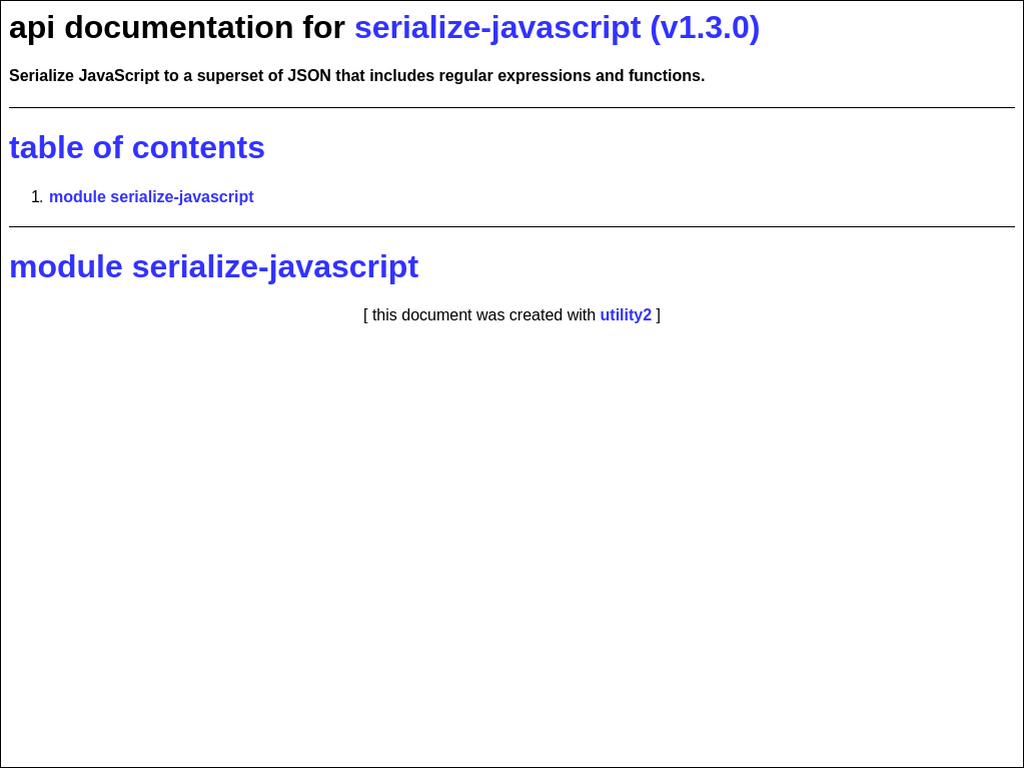 api documentation for serialize-javascript (v1.3.0)
Serialize JavaScript to a superset of JSON that includes regular expressions and functions.
table of contents
1. module serialize-javascript
module serialize-javascript
[ this document was created with utility2 ]